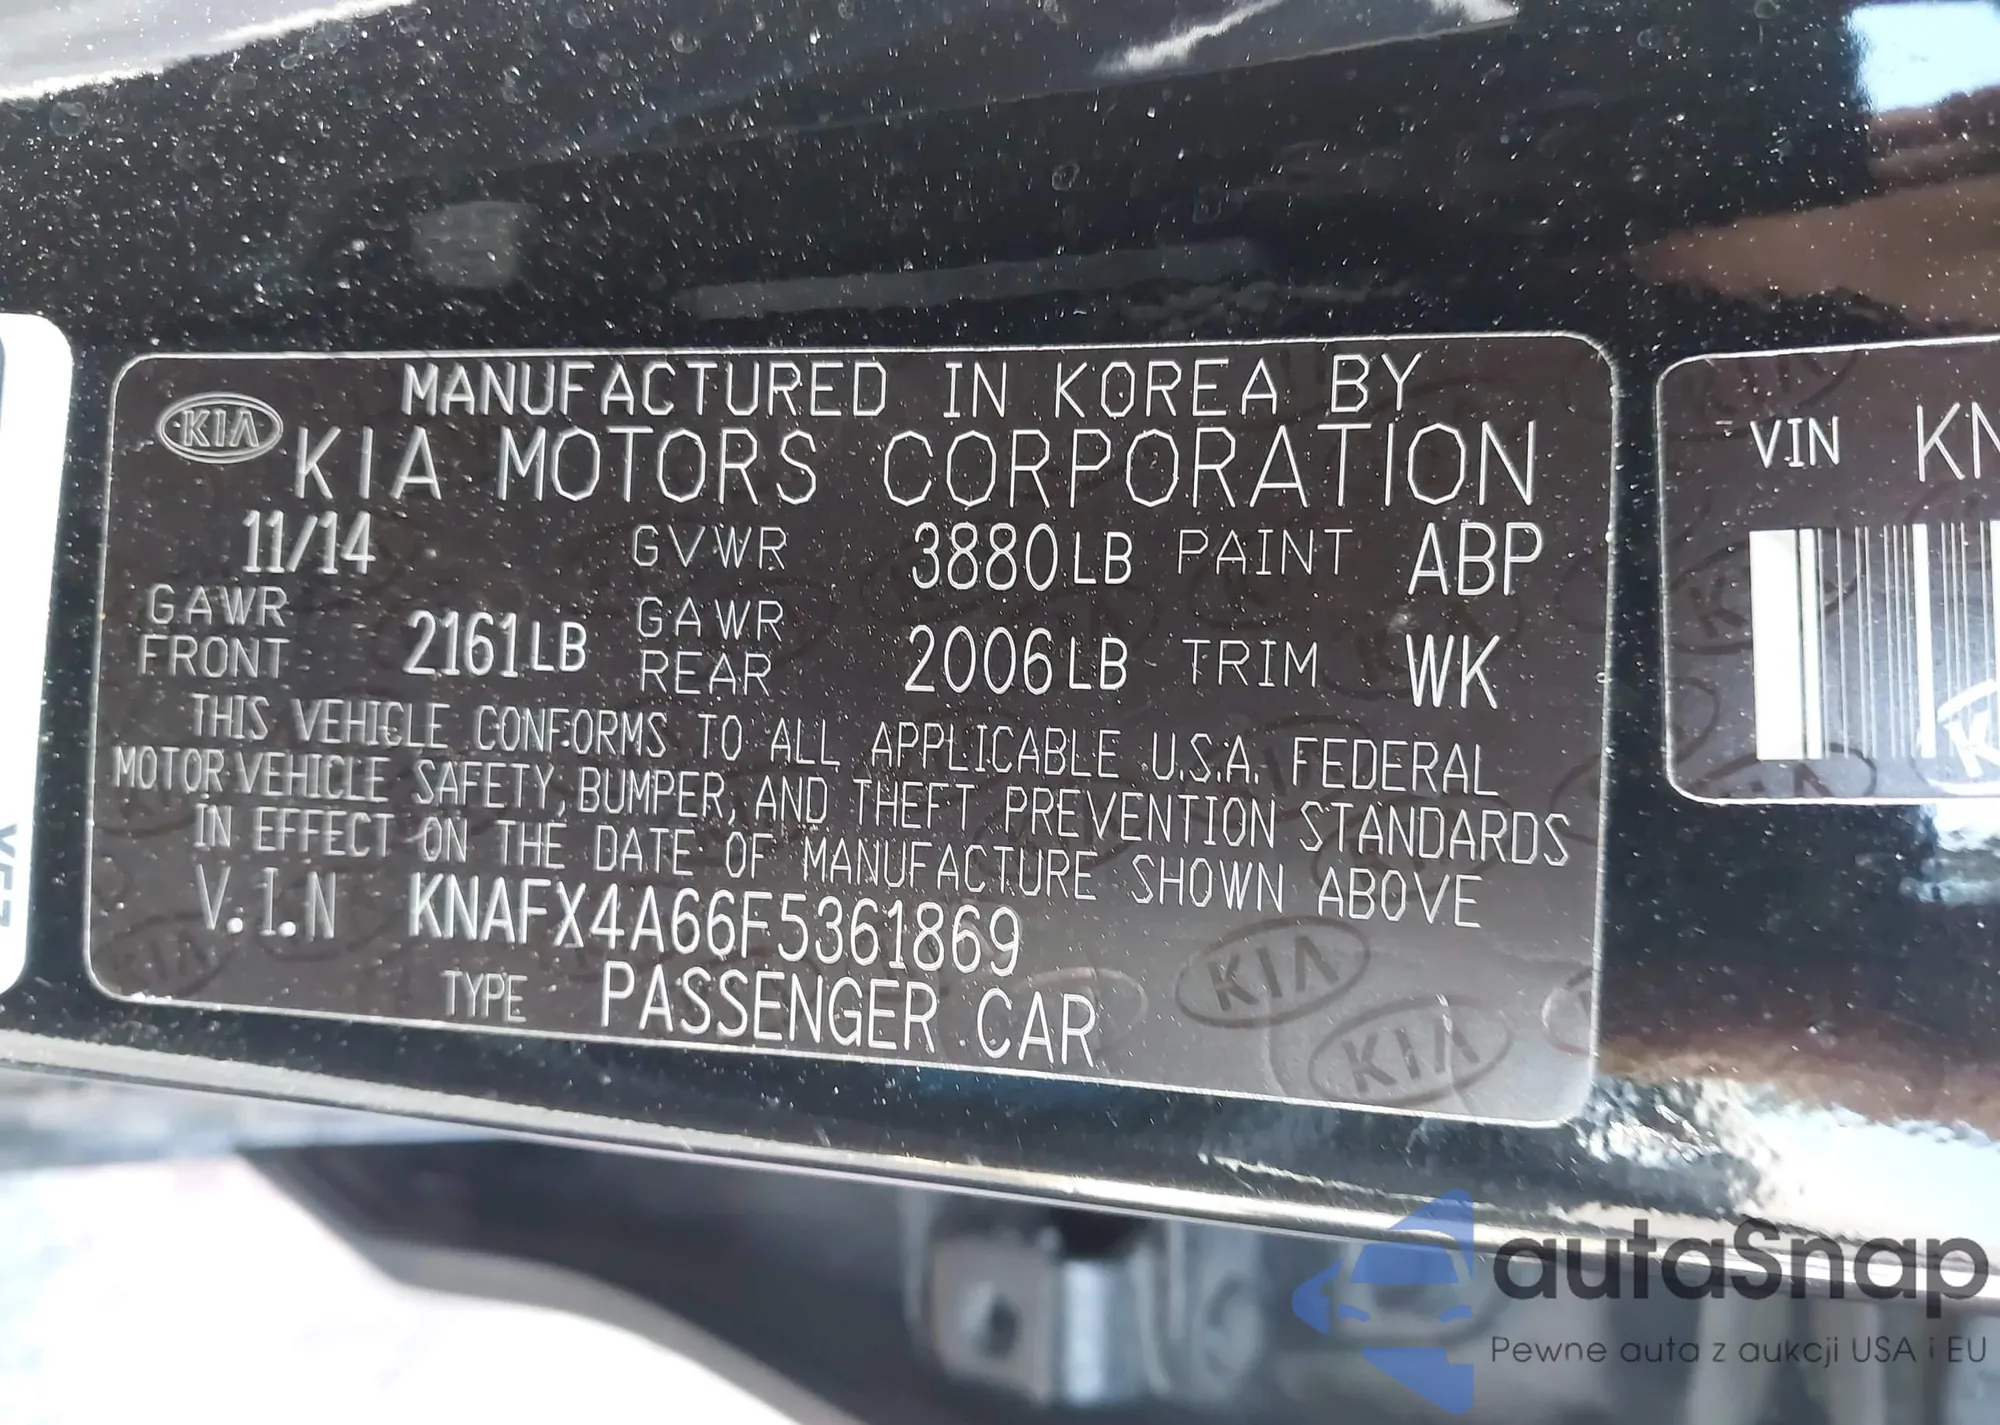 MANUFACTURED IN KOREA BY
KIA KIA MOTORS CORPORATION
11/14 GVWR 3880LB PAINT ABP
GAWR FRONT 2161LB GAWR REAR 2006LB TRIM WK
THIS VEHICLE CONFORMS TO ALL APPLICABLE U.S.A. FEDERAL
MOTOR VEHICLE SAFETY, BUMPER, AND THEFT PREVENTION STANDARDS
IN EFFECT ON THE DATE OF MANUFACTURE SHOWN ABOVE
V.I.N KNAFX4A66F5361869
TYPE PASSENGER CAR
KIA
KIA
VIN KN
autaSnap
Pewne auta z aukcji USA i EU